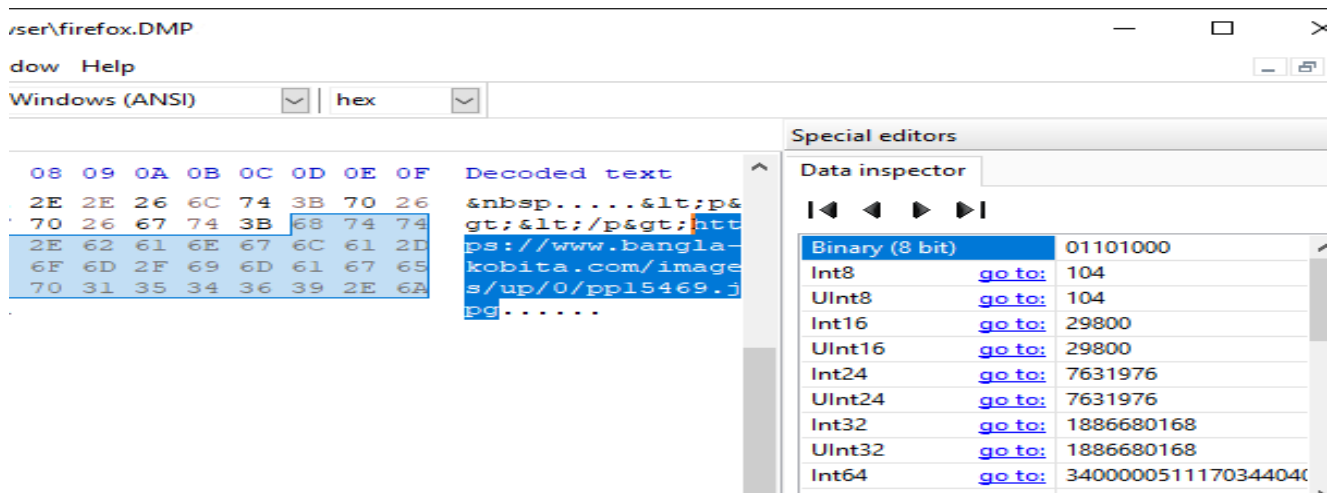 \firefox.DMP
dow Help
Windows (ANSI) hex
Special editors
08 09 0A 0B 0C 0D 0E 0F Decoded text
Data inspector
2E 2E 26 6C 74 3B 70 26 &nbsp.....&lt;p&
70 26 67 74 3B 68 74 74 gt;&lt;/p&gt;htt
2E 62 61 6E 67 6C 61 2D ps://www.bangla-
6F 6D 2F 69 6D 61 67 65 kobita.com/image
70 31 35 34 36 39 2E 6A s/up/0/pp15469.j
pg......
Binary (8 bit) 01101000
Int8 go to: 104
UInt8 go to: 104
Int16 go to: 29800
UInt16 go to: 29800
Int24 go to: 7631976
UInt24 go to: 7631976
Int32 go to: 1886680168
UInt32 go to: 1886680168
Int64 go to: